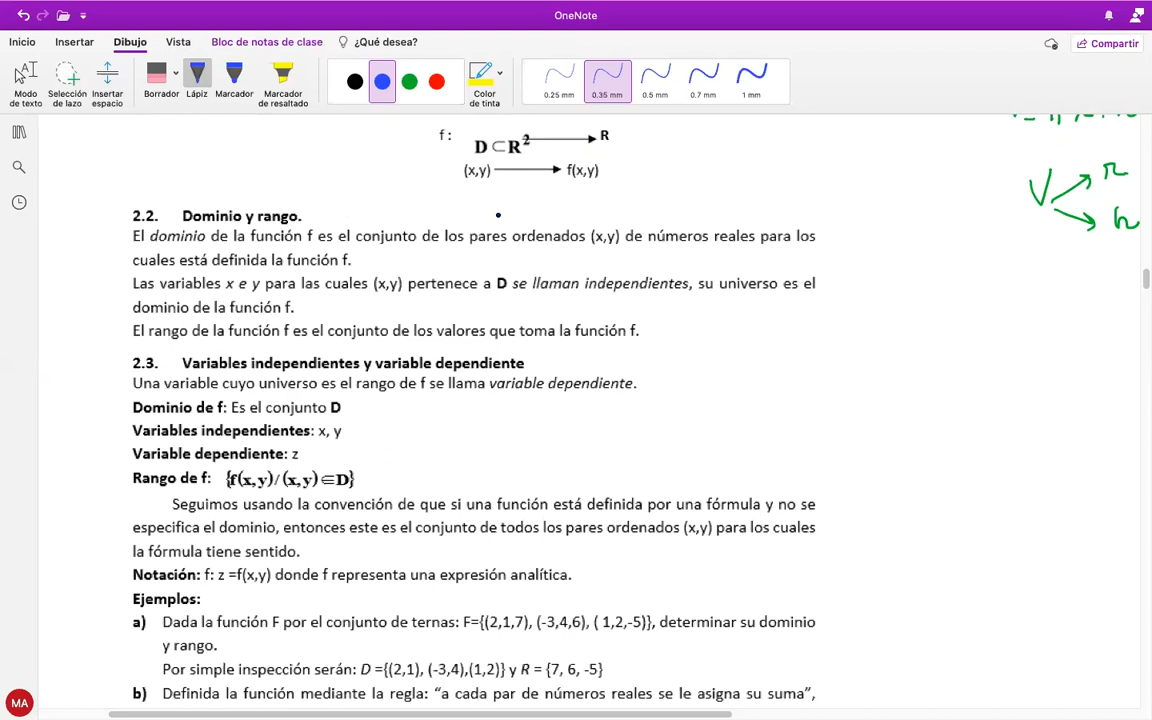 OneNote
Inicio Insertar Dibujo Vista Bloc de notas de clase ¿Qué desea? Compartir
Modo de texto Selección de lazo Insertar espacio Borrador Lápiz Marcador Marcador de resaltado Color de tinta 0.25 mm 0.35 mm 0.5 mm 0.7 mm 1 mm
f : D ⊂ R² R
(x,y) f(x,y)
V r
h
2.2. Dominio y rango.
El dominio de la función f es el conjunto de los pares ordenados (x,y) de números reales para los
cuales está definida la función f.
Las variables x e y para las cuales (x,y) pertenece a D se llaman independientes, su universo es el
dominio de la función f.
El rango de la función f es el conjunto de los valores que toma la función f.
2.3. Variables independientes y variable dependiente
Una variable cuyo universo es el rango de f se llama variable dependiente.
Dominio de f: Es el conjunto D
Variables independientes: x, y
Variable dependiente: z
Rango de f: {f(x,y)/(x,y)∈D}
Seguimos usando la convención de que si una función está definida por una fórmula y no se
especifica el dominio, entonces este es el conjunto de todos los pares ordenados (x,y) para los cuales
la fórmula tiene sentido.
Notación: f: z =f(x,y) donde f representa una expresión analítica.
Ejemplos:
a) Dada la función F por el conjunto de ternas: F={(2,1,7), (-3,4,6), ( 1,2,-5)}, determinar su dominio
y rango.
Por simple inspección serán: D ={(2,1), (-3,4),(1,2)} y R = {7, 6, -5}
b) Definida la función mediante la regla: “a cada par de números reales se le asigna su suma”,
MA